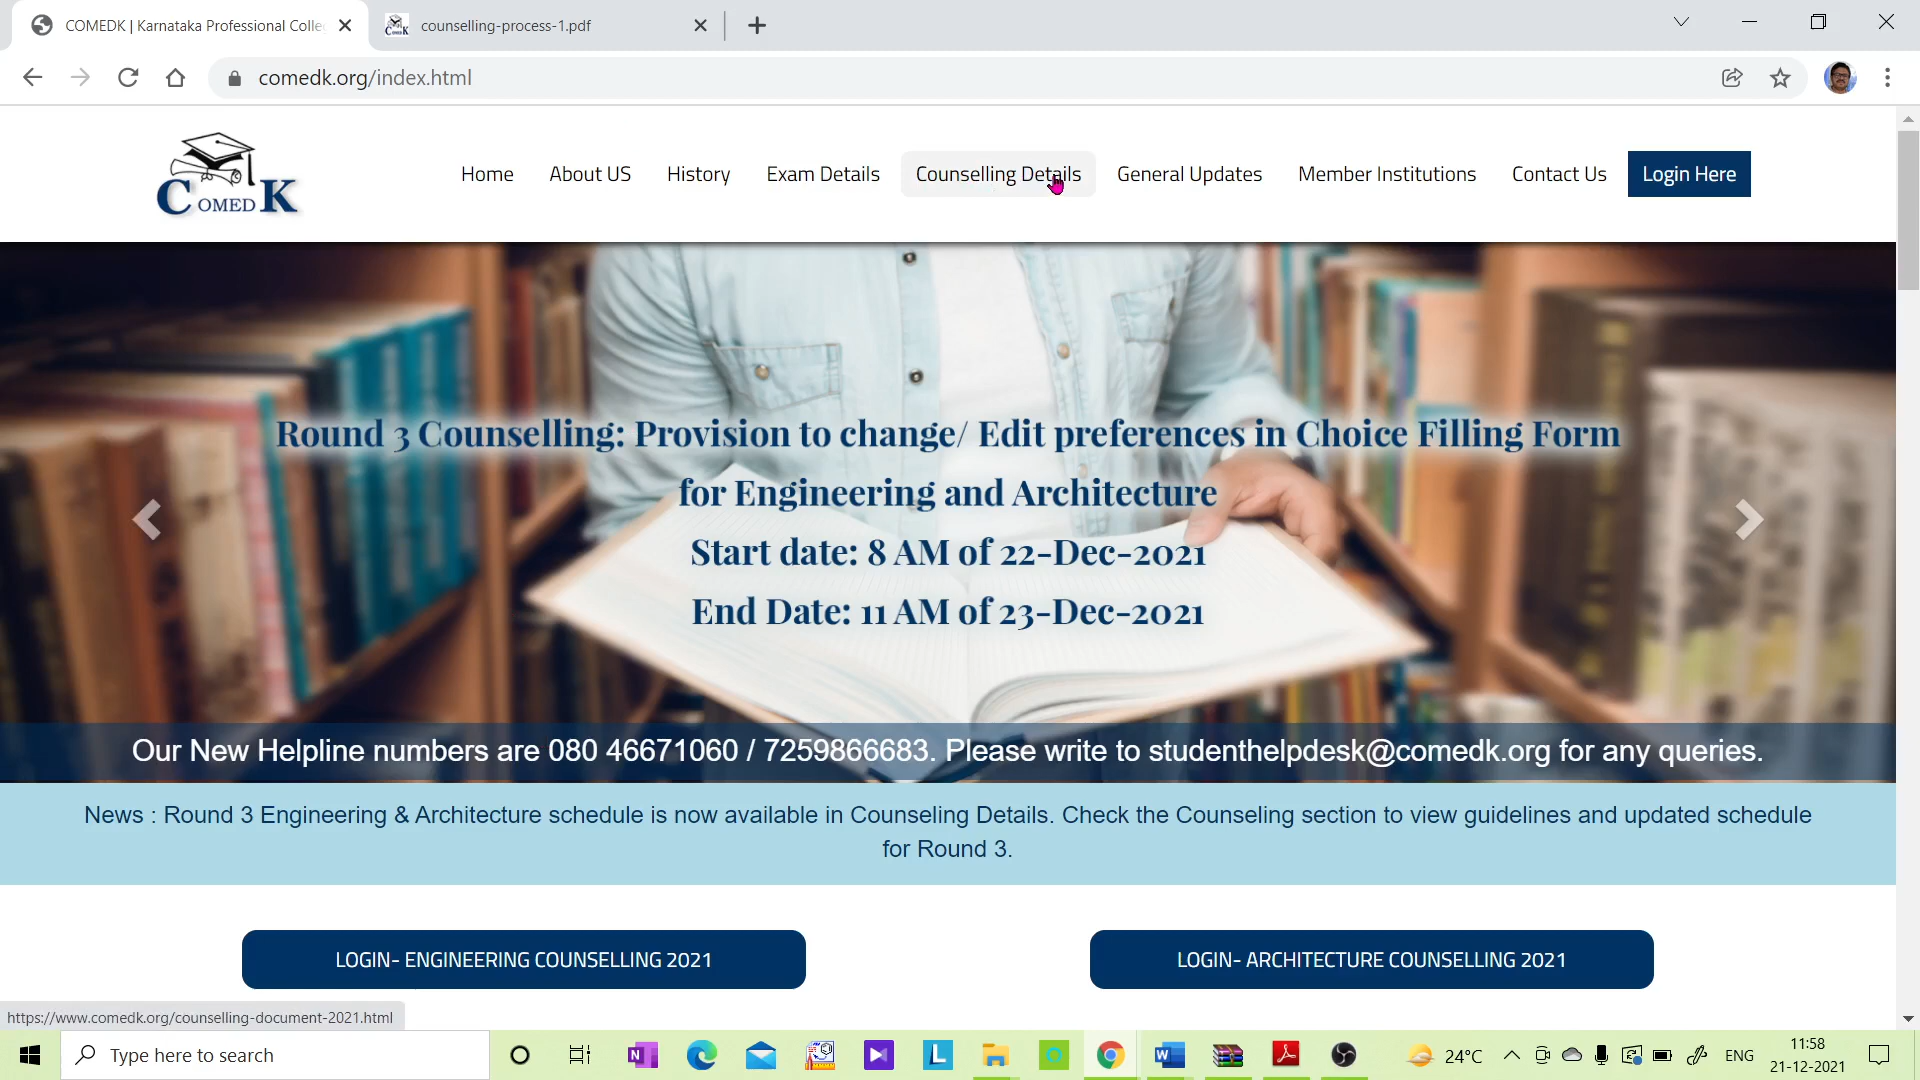 COMEDK | Karnataka Professional Colle
counselling-process-1.pdf
comedk.org/index.html
COMEDK
Home About US History Exam Details Counselling Details General Updates Member Institutions Contact Us Login Here
Round 3 Counselling: Provision to change/ Edit preferences in Choice Filling Form
for Engineering and Architecture
Start date: 8 AM of 22-Dec-2021
End Date: 11 AM of 23-Dec-2021
Our New Helpline numbers are 080 46671060 / 7259866683. Please write to studenthelpdesk@comedk.org for any queries.
News : Round 3 Engineering & Architecture schedule is now available in Counseling Details. Check the Counseling section to view guidelines and updated schedule
for Round 3.
LOGIN- ENGINEERING COUNSELLING 2021
LOGIN- ARCHITECTURE COUNSELLING 2021
https://www.comedk.org/counselling-document-2021.html
Type here to search
24°C
ENG
11:58
21-12-2021